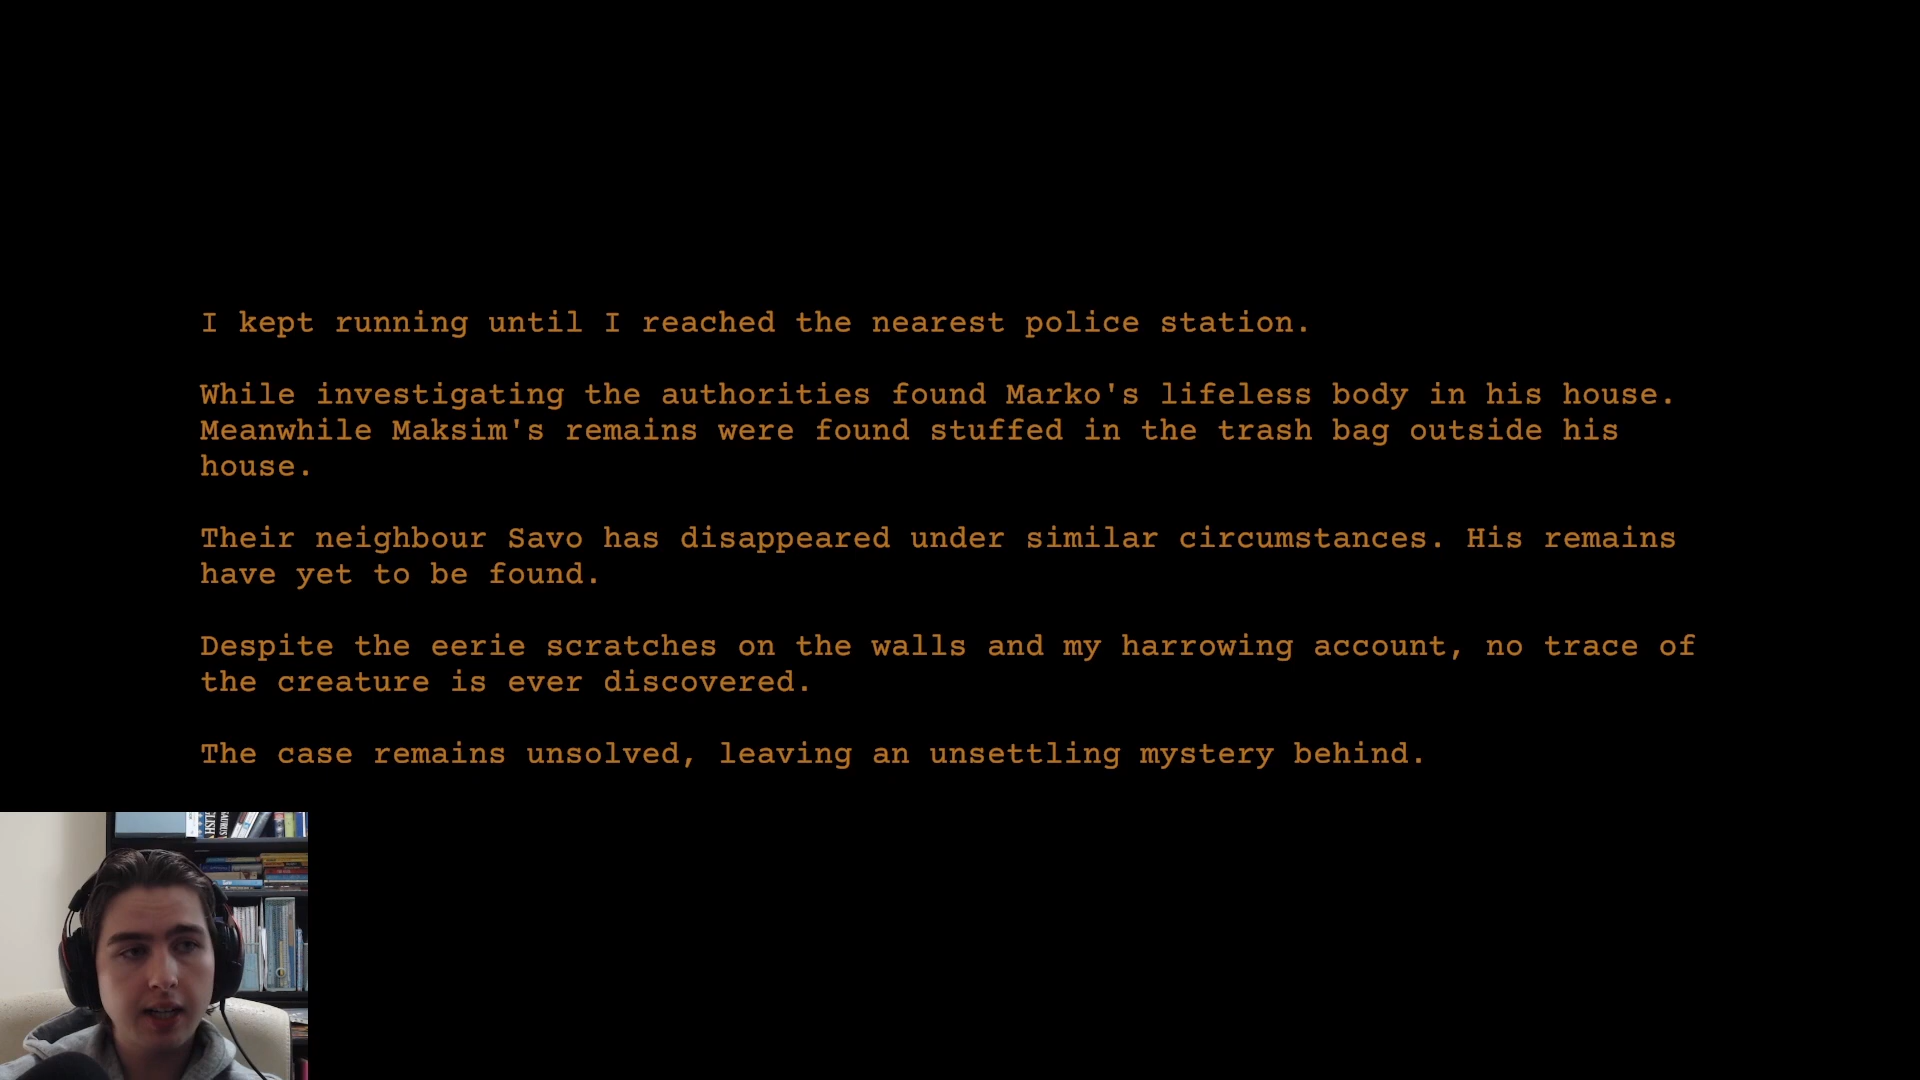 I kept running until I reached the nearest police station.
While investigating the authorities found Marko's lifeless body in his house.
Meanwhile Maksim's remains were found stuffed in the trash bag outside his
house.
Their neighbour Savo has disappeared under similar circumstances. His remains
have yet to be found.
Despite the eerie scratches on the walls and my harrowing account, no trace of
the creature is ever discovered.
The case remains unsolved, leaving an unsettling mystery behind.